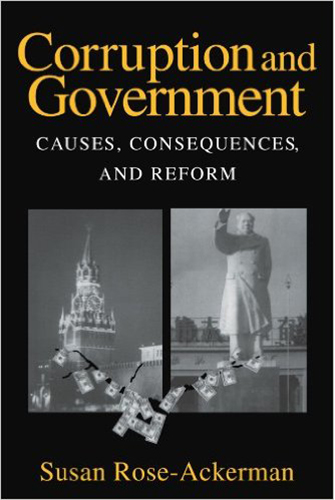 Corruption and
Government
CAUSES, CONSEQUENCES,
AND REFORM
Susan Rose-Ackerman